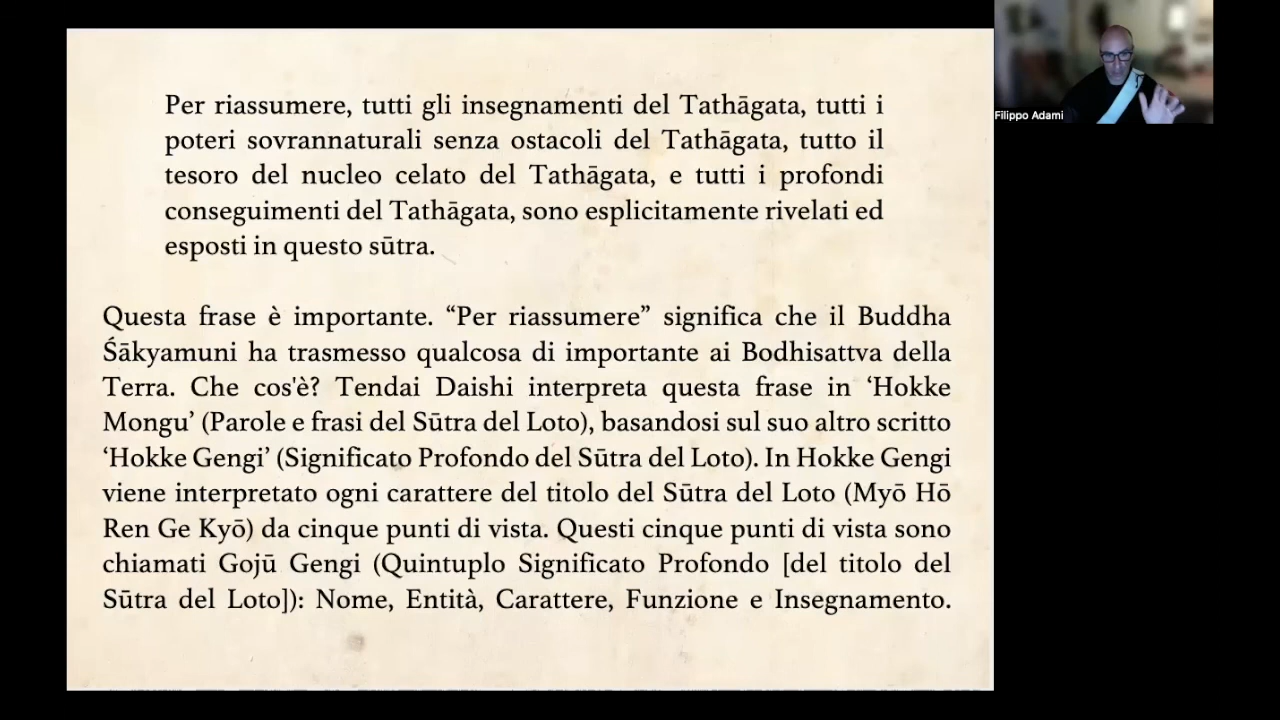 Per riassumere, tutti gli insegnamenti del Tathāgata, tutti i
poteri sovrannaturali senza ostacoli del Tathāgata, tutto il
tesoro del nucleo celato del Tathāgata, e tutti i profondi
conseguimenti del Tathāgata, sono esplicitamente rivelati ed
esposti in questo sūtra.
Questa frase è importante. “Per riassumere” significa che il Buddha
Śākyamuni ha trasmesso qualcosa di importante ai Bodhisattva della
Terra. Che cos'è? Tendai Daishi interpreta questa frase in ‘Hokke
Mongu’ (Parole e frasi del Sūtra del Loto), basandosi sul suo altro scritto
‘Hokke Gengi’ (Significato Profondo del Sūtra del Loto). In Hokke Gengi
viene interpretato ogni carattere del titolo del Sūtra del Loto (Myō Hō
Ren Ge Kyō) da cinque punti di vista. Questi cinque punti di vista sono
chiamati Gojū Gengi (Quintuplo Significato Profondo [del titolo del
Sūtra del Loto]): Nome, Entità, Carattere, Funzione e Insegnamento.
Filippo Adami